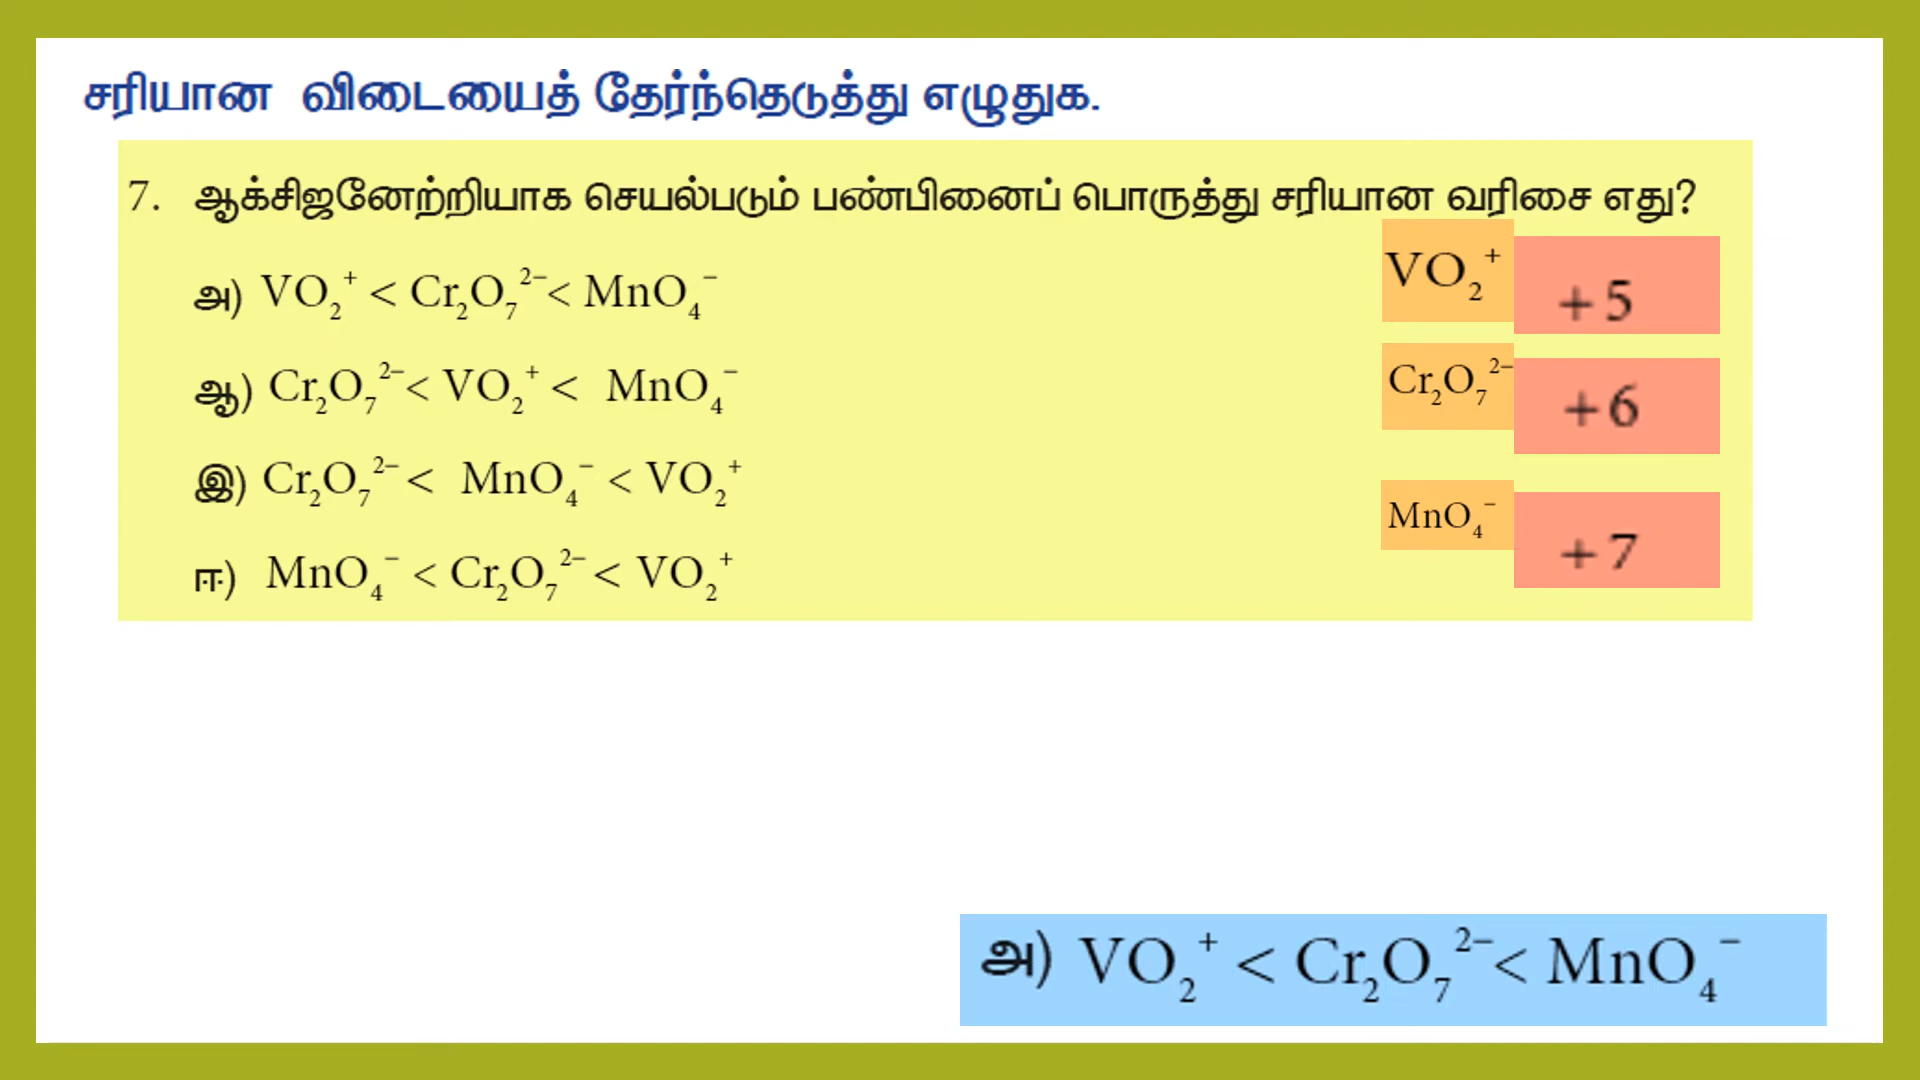 சரியான விடையைத் தேர்ந்தெடுத்து எழுதுக.
7. ஆக்சிஜனேற்றியாக செயல்படும் பண்பினைப் பொருத்து சரியான வரிசை எது?
அ) VO₂⁺ < Cr₂O₇²⁻ < MnO₄⁻
ஆ) Cr₂O₇²⁻ < VO₂⁺ < MnO₄⁻
இ) Cr₂O₇²⁻ < MnO₄⁻ < VO₂⁺
ஈ) MnO₄⁻ < Cr₂O₇²⁻ < VO₂⁺
VO₂⁺ +5
Cr₂O₇²⁻ +6
MnO₄⁻ +7
அ) VO₂⁺ < Cr₂O₇²⁻ < MnO₄⁻